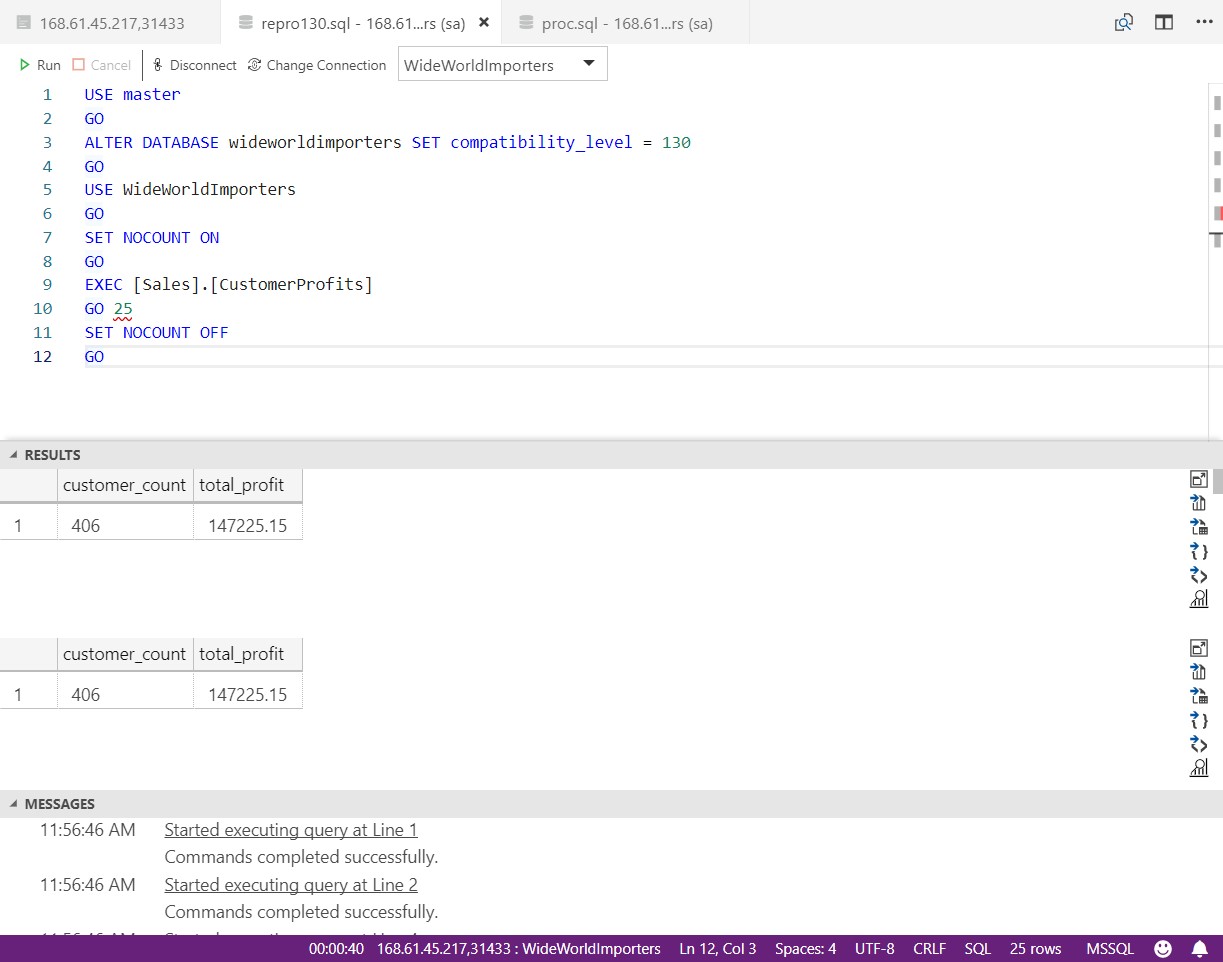 168.61.45.217,31433 repro130.sql - 168.61...rs (sa) proc.sql - 168.61...rs (sa)
Run Cancel Disconnect Change Connection WideWorldImporters
1 USE master
2 GO
3 ALTER DATABASE wideworldimporters SET compatibility_level = 130
4 GO
5 USE WideWorldImporters
6 GO
7 SET NOCOUNT ON
8 GO
9 EXEC [Sales].[CustomerProfits]
10 GO 25
11 SET NOCOUNT OFF
12 GO
RESULTS
customer_count total_profit
1 406 147225.15
customer_count total_profit
1 406 147225.15
MESSAGES
11:56:46 AM Started executing query at Line 1
Commands completed successfully.
11:56:46 AM Started executing query at Line 2
Commands completed successfully.
00:00:40 168.61.45.217,31433 : WideWorldImporters Ln 12, Col 3 Spaces: 4 UTF-8 CRLF SQL 25 rows MSSQL